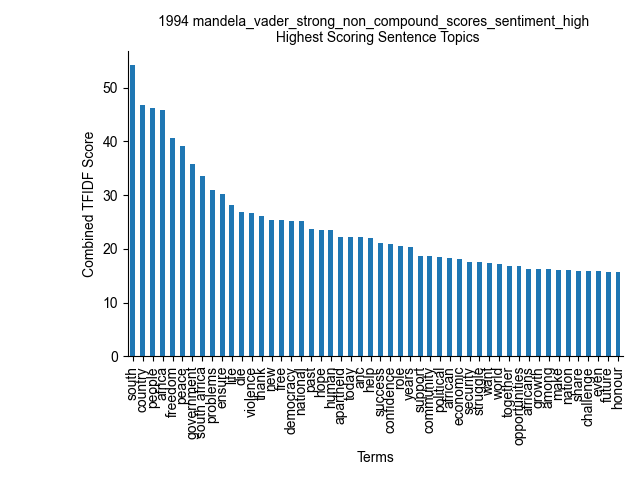 1994 mandela_vader_strong_non_compound_scores_sentiment_high
Highest Scoring Sentence Topics
Combined TFIDF Score
50
40
30
20
10
0
south
country
people
africa
freedom
peace
government
south africa
problems
ensure
life
die
violence
thank
new
free
democracy
national
past
hope
human
apartheid
today
anc
help
success
confidence
role
years
support
community
political
african
economic
security
struggle
want
world
together
opportunities
africans
growth
among
make
nation
share
challenge
even
future
honour
Terms